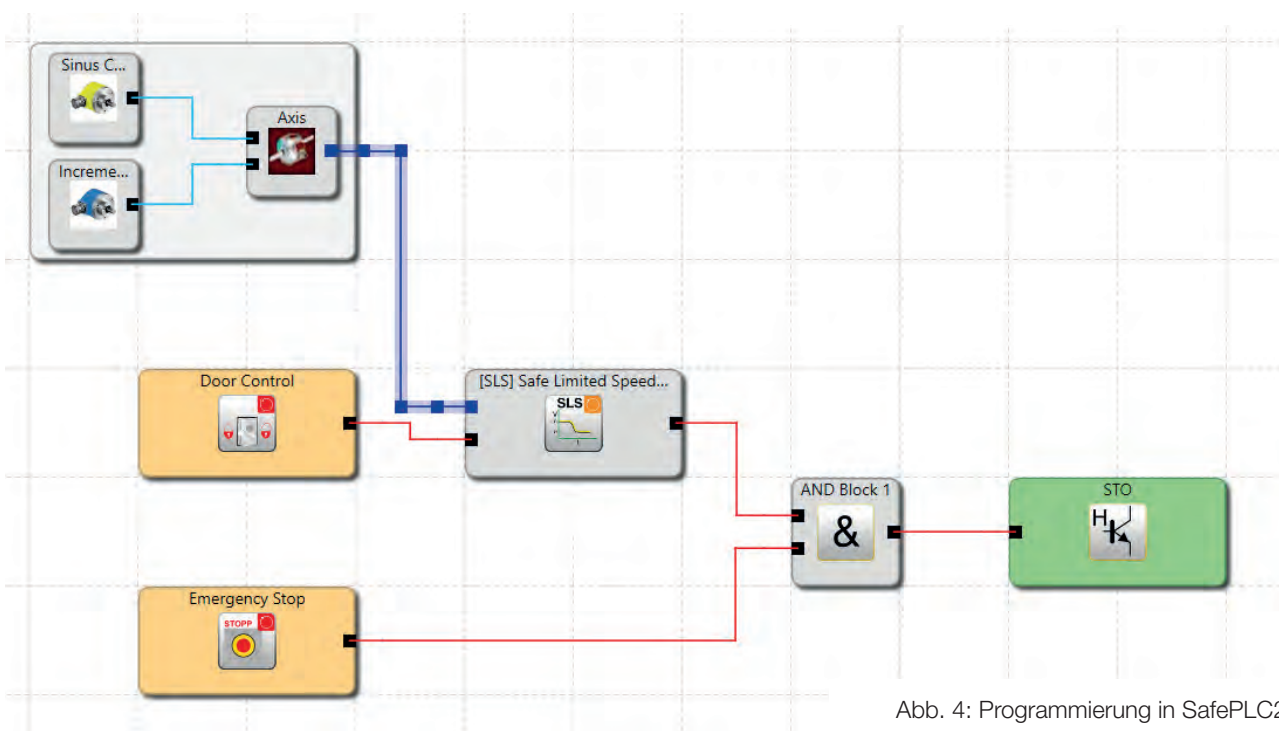 Sinus C...
Axis
Increme...
Door Control
[SLS] Safe Limited Speed...
SLS
AND Block 1
&
STO
H
Emergency Stop
STOPP
Abb. 4: Programmierung in SafePLC2